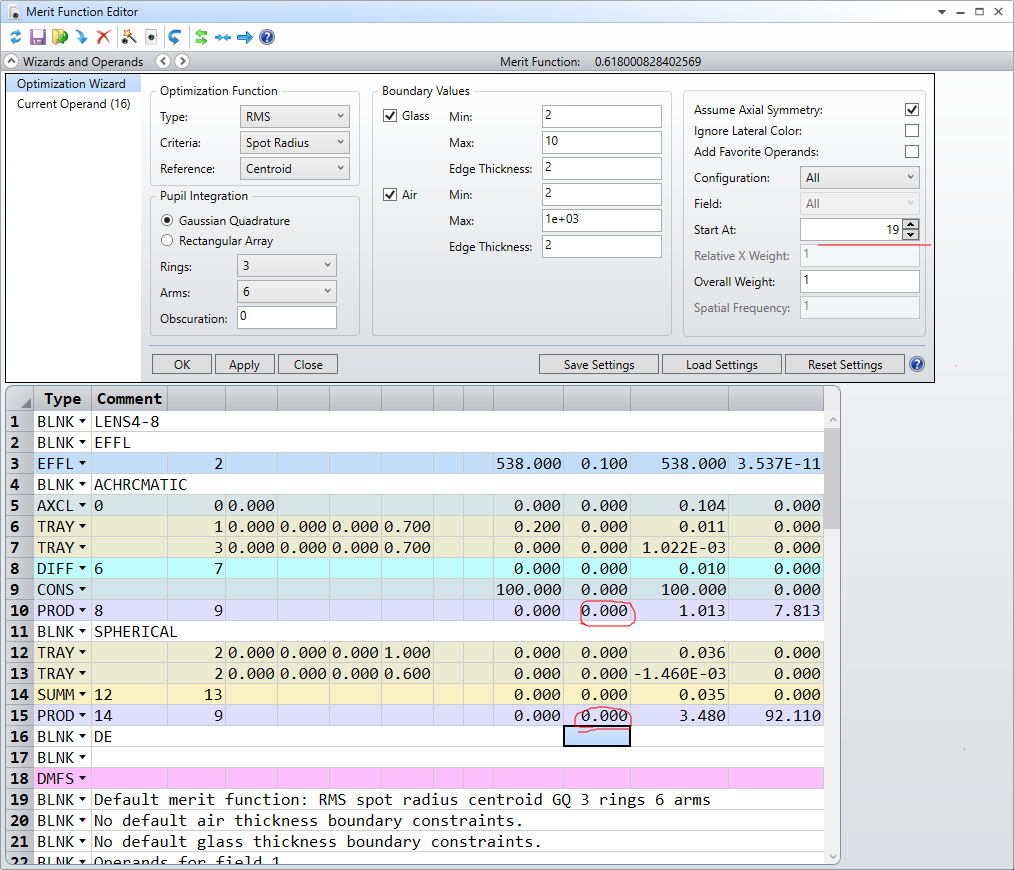 Merit Function Editor
Wizards and Operands Merit Function: 0.618000828402569
Optimization Wizard
Current Operand (16)
Optimization Function
Type: RMS
Criteria: Spot Radius
Reference: Centroid
Pupil Integration
Gaussian Quadrature
Rectangular Array
Rings: 3
Arms: 6
Obscuration: 0
Boundary Values
Glass Min: 2
Max: 10
Edge Thickness: 2
Air Min: 2
Max: 1e+03
Edge Thickness: 2
Assume Axial Symmetry:
Ignore Lateral Color:
Add Favorite Operands:
Configuration: All
Field: All
Start At: 19
Relative X Weight: 1
Overall Weight: 1
Spatial Frequency: 1
OK Apply Close Save Settings Load Settings Reset Settings ?
Type Comment
1 BLNK LENS4-8
2 BLNK EFFL
3 EFFL 2 538.000 0.100 538.000 3.537E-11
4 BLNK ACHRCMATIC
5 AXCL 0 0 0.000 0.000 0.000 0.104 0.000
6 TRAY 1 0.000 0.000 0.000 0.700 0.200 0.000 0.011 0.000
7 TRAY 3 0.000 0.000 0.000 0.700 0.000 0.000 1.022E-03 0.000
8 DIFF 6 7 0.000 0.000 0.010 0.000
9 CONS 100.000 0.000 100.000 0.000
10 PROD 8 9 0.000 0.000 1.013 7.813
11 BLNK SPHERICAL
12 TRAY 2 0.000 0.000 0.000 1.000 0.000 0.000 0.036 0.000
13 TRAY 2 0.000 0.000 0.000 0.600 0.000 0.000 -1.460E-03 0.000
14 SUMM 12 13 0.000 0.000 0.035 0.000
15 PROD 14 9 0.000 0.000 3.480 92.110
16 BLNK DE
17 BLNK
18 DMFS
19 BLNK Default merit function: RMS spot radius centroid GQ 3 rings 6 arms
20 BLNK No default air thickness boundary constraints.
21 BLNK No default glass thickness boundary constraints.
22 BLNK Operands for field 1